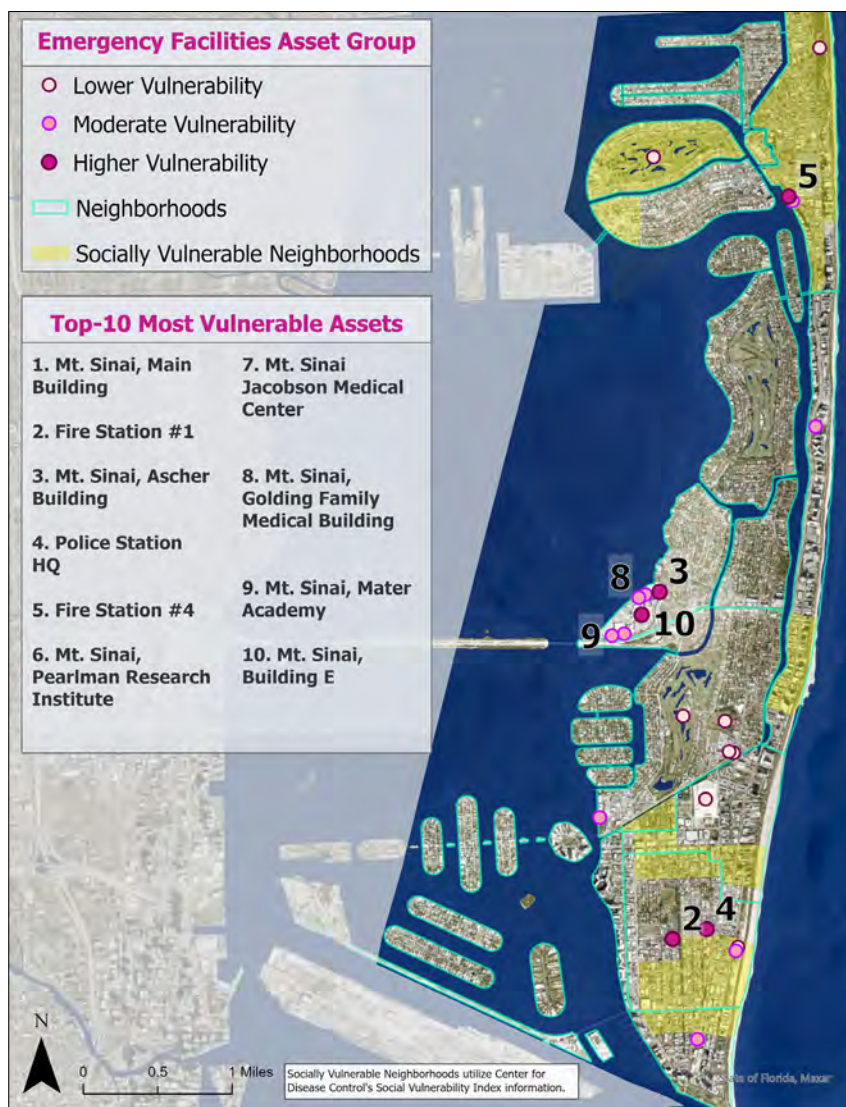 Emergency Facilities Asset Group
Lower Vulnerability
Moderate Vulnerability
Higher Vulnerability
Neighborhoods
Socially Vulnerable Neighborhoods
Top-10 Most Vulnerable Assets
1. Mt. Sinai, Main
Building
2. Fire Station #1
3. Mt. Sinai, Ascher
Building
4. Police Station
HQ
5. Fire Station #4
6. Mt. Sinai,
Pearlman Research
Institute
7. Mt. Sinai
Jacobson Medical
Center
8. Mt. Sinai,
Golding Family
Medical Building
9. Mt. Sinai, Mater
Academy
10. Mt. Sinai,
Building E
5
3
8
10
9
4
2
N
0 0.5 1 Miles
Socially Vulnerable Neighborhoods utilize Center for
Disease Control's Social Vulnerability Index information.
of Florida, Maxar